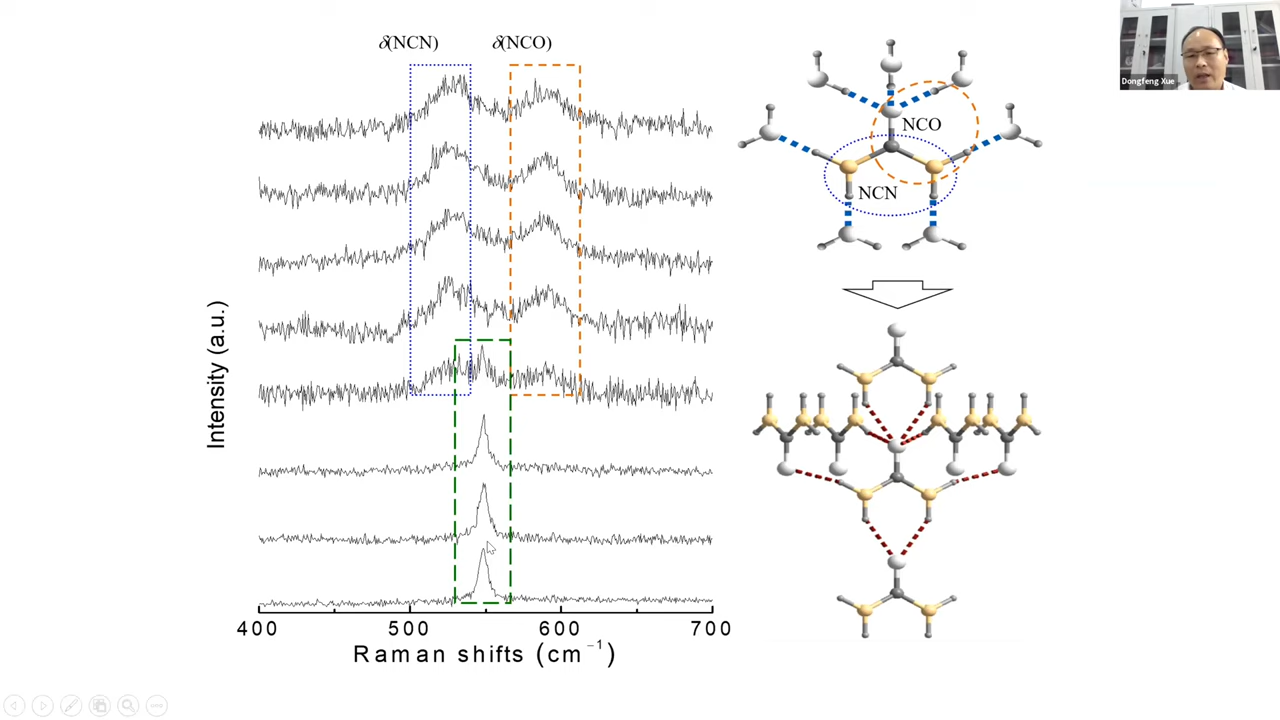 δ(NCN) δ(NCO)
Dongfeng Xue
NCO
NCN
Intensity (a.u.)
400 500 600 700
Raman shifts (cm⁻¹)